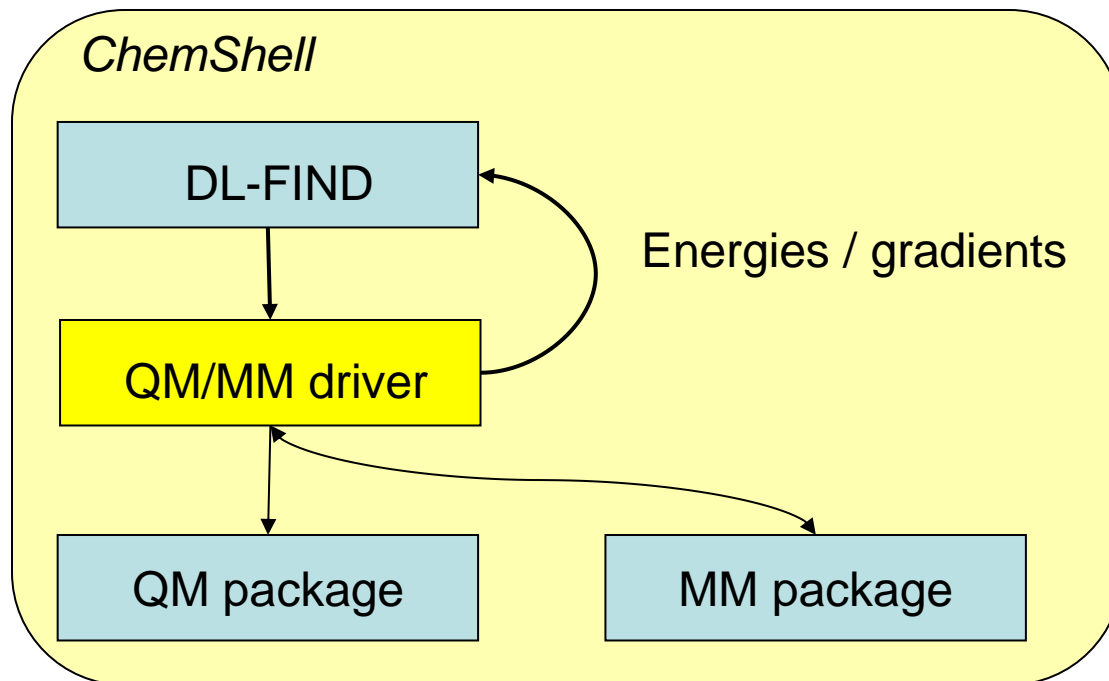 ChemShell
DL-FIND
Energies / gradients
QM/MM driver
QM package
MM package